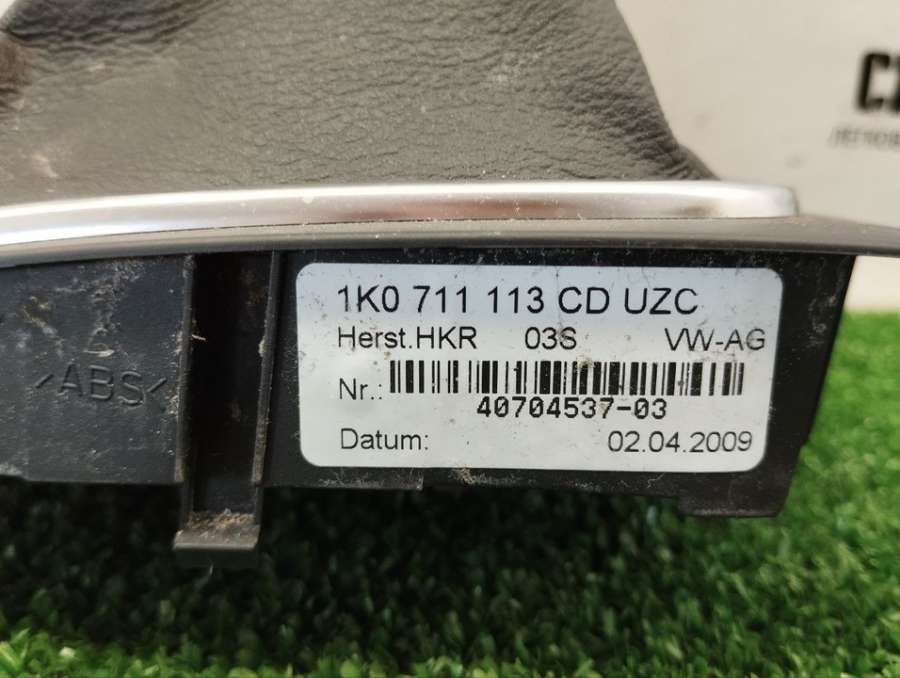 1K0 711 113 CD UZC
Herst.HKR 03S VW-AG
Nr.:
40704537-03
Datum: 02.04.2009
>ABS<